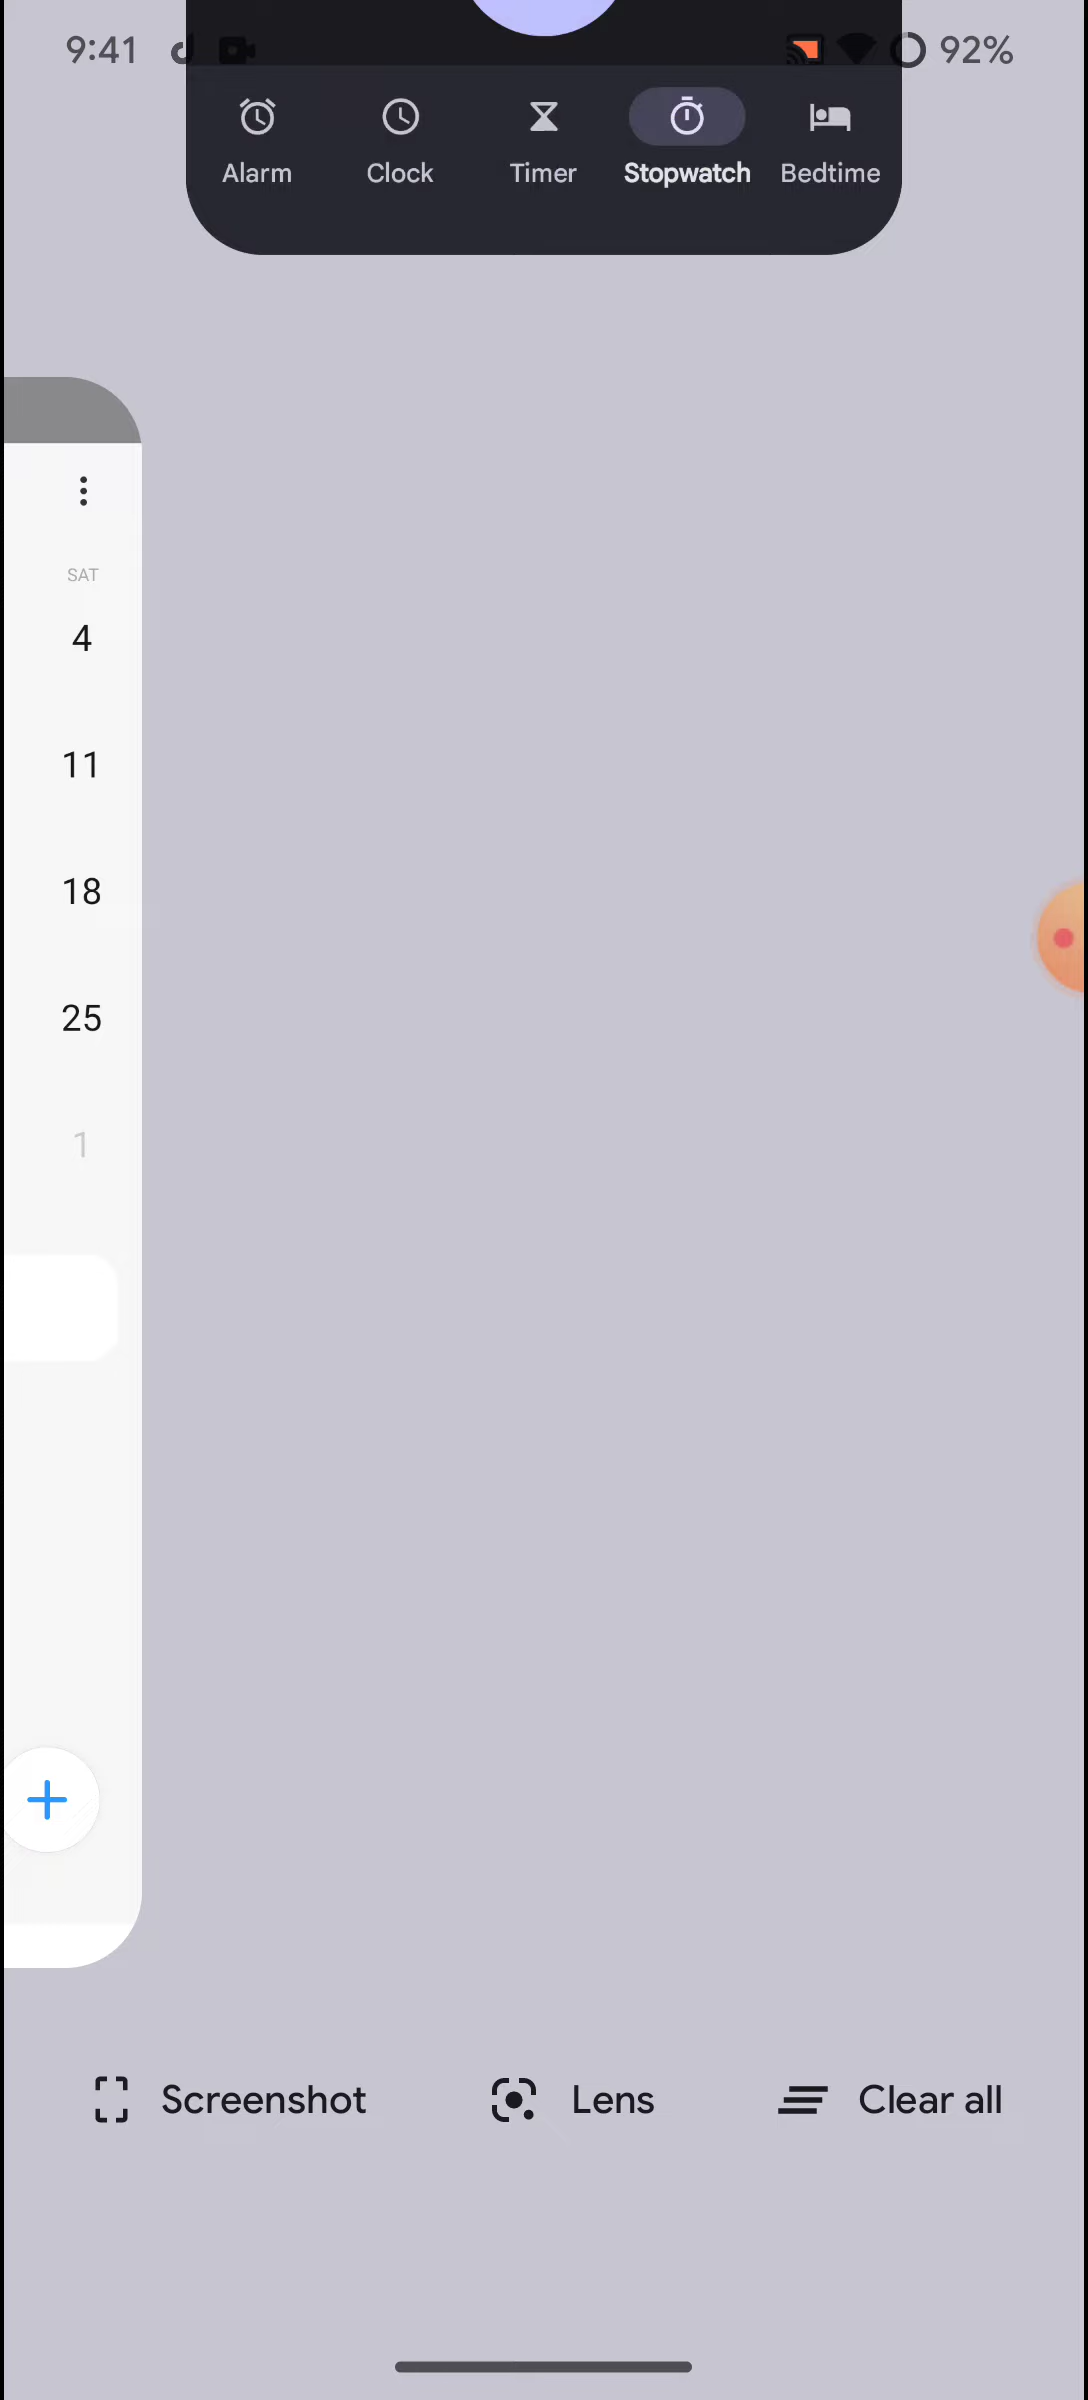 9:41
92%
Alarm
Clock
Timer
Stopwatch
Bedtime
SAT
4
11
18
25
1
Screenshot
Lens
Clear all